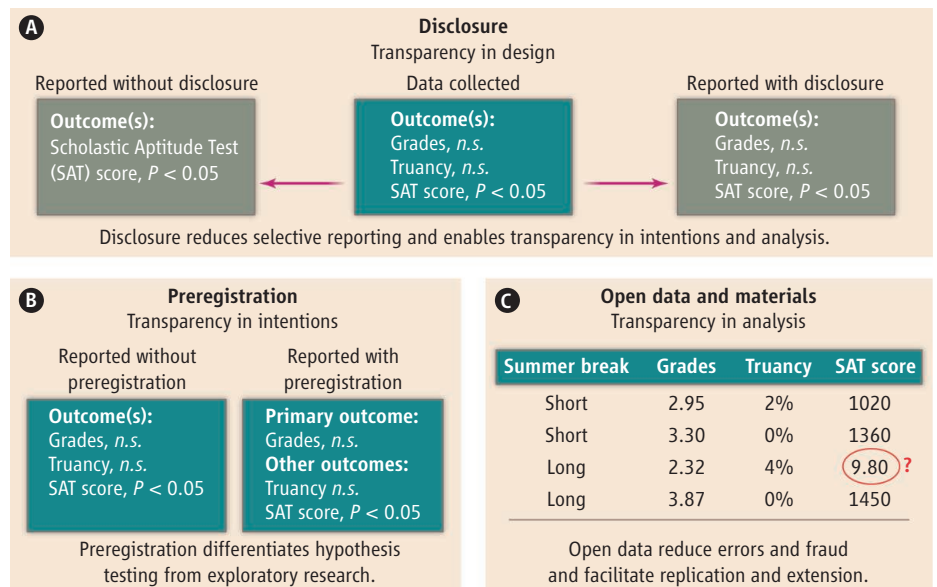 A
Disclosure
Transparency in design
Reported without disclosure
Outcome(s):
Scholastic Aptitude Test
(SAT) score, P < 0.05
Data collected
Outcome(s):
Grades, n.s.
Truancy, n.s.
SAT score, P < 0.05
Reported with disclosure
Outcome(s):
Grades, n.s.
Truancy, n.s.
SAT score, P < 0.05
Disclosure reduces selective reporting and enables transparency in intentions and analysis.
B
Preregistration
Transparency in intentions
Reported without
preregistration
Outcome(s):
Grades, n.s.
Truancy, n.s.
SAT score, P < 0.05
Reported with
preregistration
Primary outcome:
Grades, n.s.
Other outcomes:
Truancy n.s.
SAT score, P < 0.05
Preregistration differentiates hypothesis
testing from exploratory research.
C
Open data and materials
Transparency in analysis
Summer break Grades Truancy SAT score
Short 2.95 2% 1020
Short 3.30 0% 1360
Long 2.32 4% 9.80 ?
Long 3.87 0% 1450
Open data reduce errors and fraud
and facilitate replication and extension.